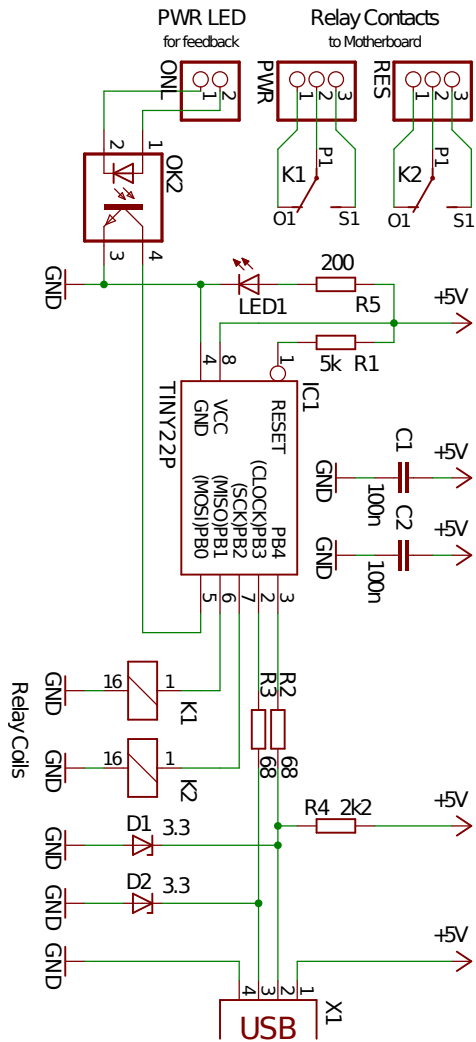 PWR LED
for feedback
Relay Contacts
to Motherboard
ONL
1
2
PWR
1
2
3
RES
1
2
3
P1
K1
O1
S1
P1
K2
O1
S1
2
1
OK2
3
4
GND
LED1
200
R5
+5V
5k R1
1
4
8
IC1
TINY22P
GND
VCC
RESET
(MOSI)PB0
(MISO)PB1
(SCK)PB2
(CLOCK)PB3
PB4
5
6
7
2
3
GND
100n
C1
+5V
GND
100n
C2
+5V
Relay Coils
GND
16
1
K1
GND
16
1
K2
R3
68
R2
68
R4 2k2
+5V
GND
D1
3.3
GND
D2
3.3
GND
+5V
4
3
2
1
X1
USB